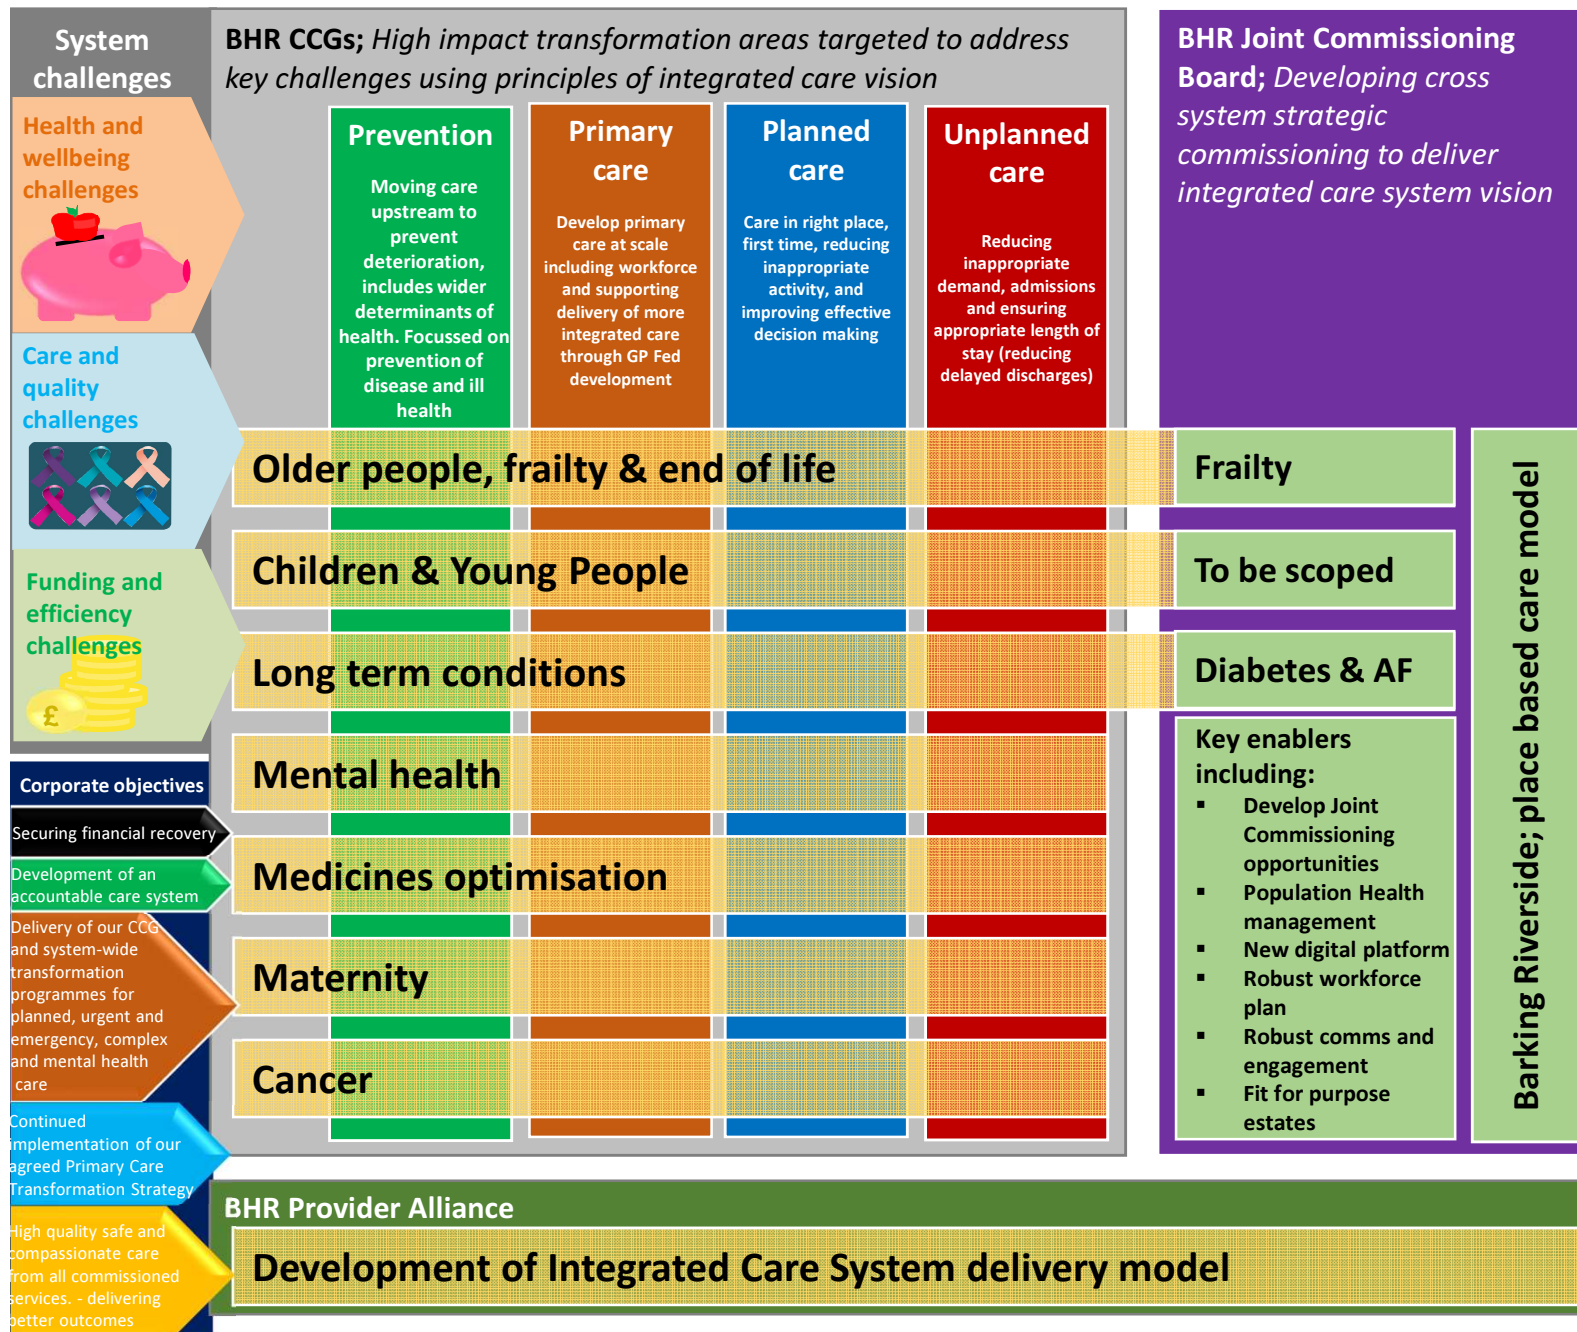 System
challenges
Health and
wellbeing
challenges
Care and
quality
challenges
Funding and
efficiency
challenges
£
Corporate objectives
Securing financial recovery
Development of an
accountable care system
Delivery of our CCG
and system-wide
transformation
programmes for
planned, urgent and
emergency, complex
and mental health
care
Continued
implementation of our
agreed Primary Care
Transformation Strategy
High quality safe and
compassionate care
from all commissioned
services. - delivering
better outcomes
BHR CCGs; High impact transformation areas targeted to address
key challenges using principles of integrated care vision
Prevention
Moving care
upstream to
prevent
deterioration,
includes wider
determinants of
health. Focussed on
prevention of
disease and ill
health
Primary
care
Develop primary
care at scale
including workforce
and supporting
delivery of more
integrated care
through GP Fed
development
Planned
care
Care in right place,
first time, reducing
inappropriate
activity, and
improving effective
decision making
Unplanned
care
Reducing
inappropriate
demand, admissions
and ensuring
appropriate length of
stay (reducing
delayed discharges)
Older people, frailty & end of life
Children & Young People
Long term conditions
Mental health
Medicines optimisation
Maternity
Cancer
BHR Joint Commissioning
Board; Developing cross
system strategic
commissioning to deliver
integrated care system vision
Frailty
To be scoped
Diabetes & AF
Key enablers
including:
▪ Develop Joint
Commissioning
opportunities
▪ Population Health
management
▪ New digital platform
▪ Robust workforce
plan
▪ Robust comms and
engagement
▪ Fit for purpose
estates
Barking Riverside; place based care model
BHR Provider Alliance
Development of Integrated Care System delivery model